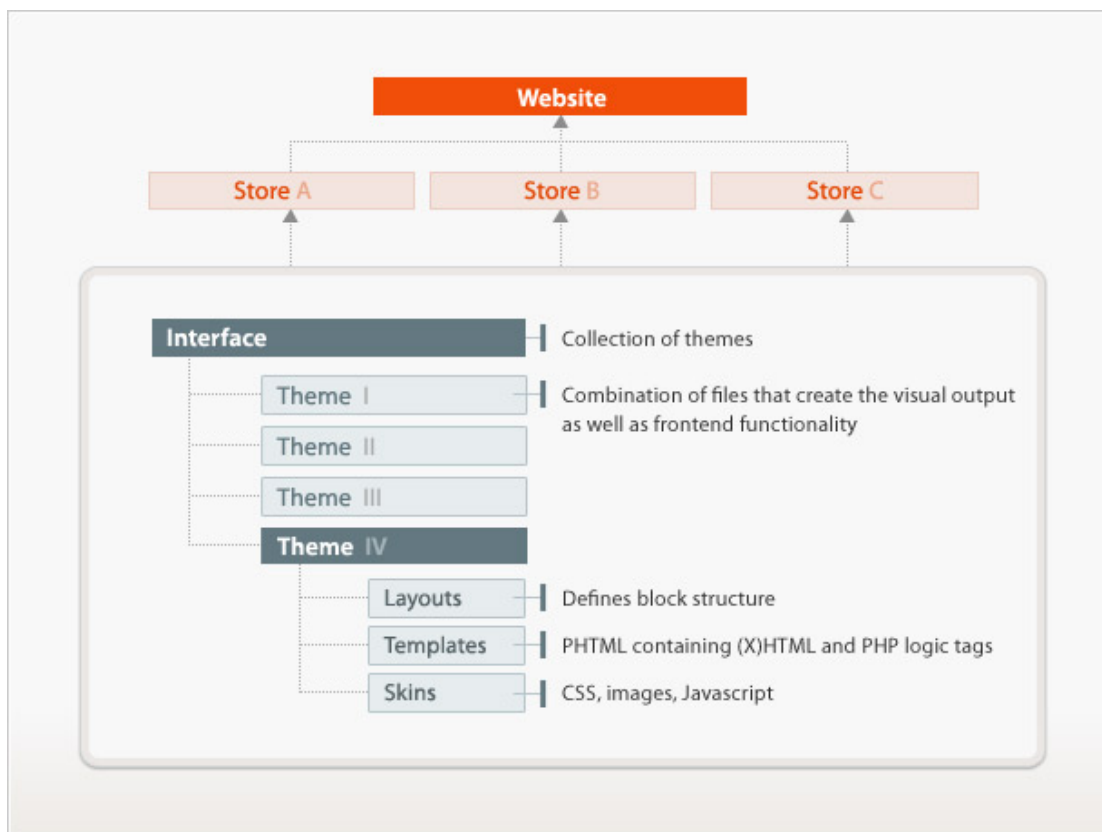 Website
Store A
Store B
Store C
Interface
Collection of themes
Theme I
Combination of files that create the visual output
as well as frontend functionality
Theme II
Theme III
Theme IV
Layouts
Defines block structure
Templates
PHTML containing (X)HTML and PHP logic tags
Skins
CSS, images, Javascript